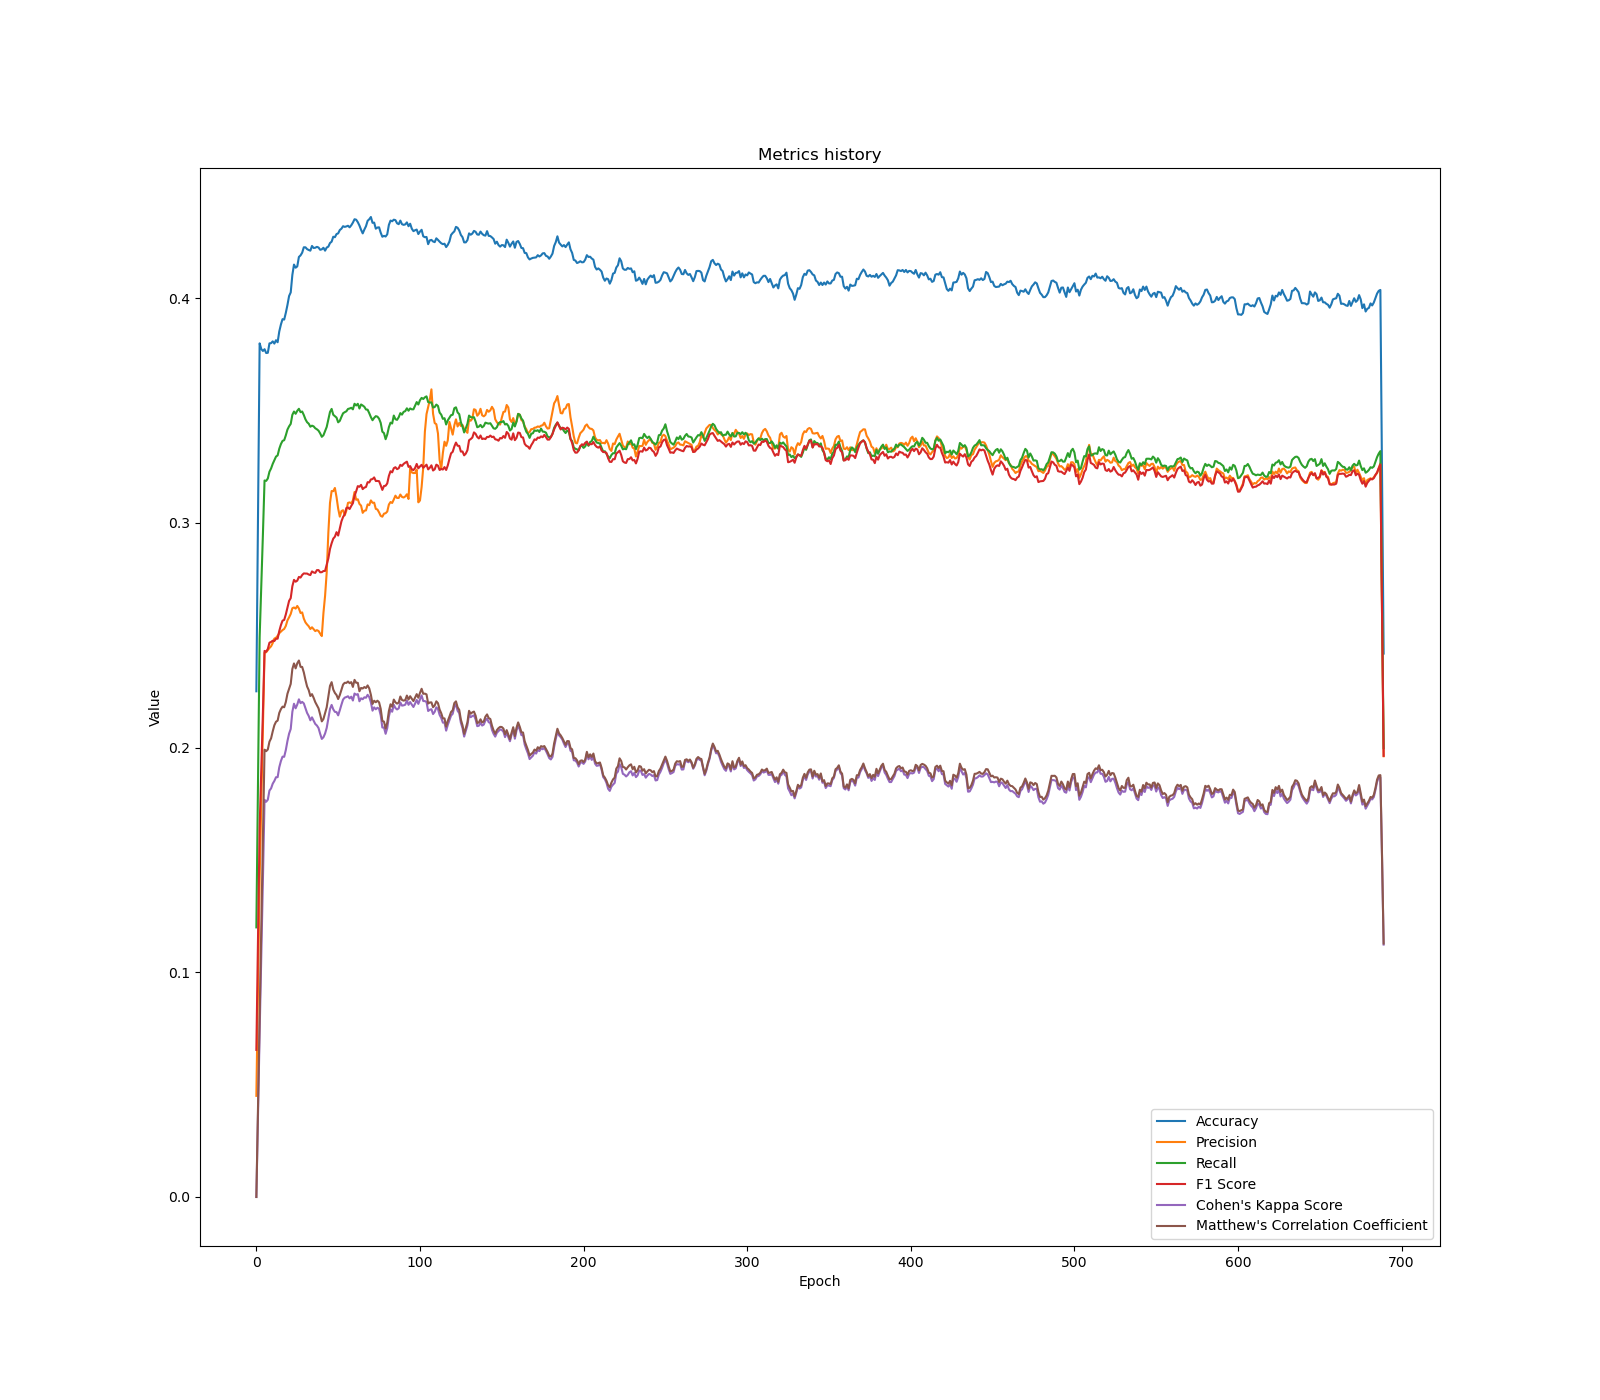 Metrics history
Value
0.4
0.3
0.2
0.1
0.0
0 100 200 300 400 500 600 700
Epoch
Accuracy
Precision
Recall
F1 Score
Cohen's Kappa Score
Matthew's Correlation Coefficient